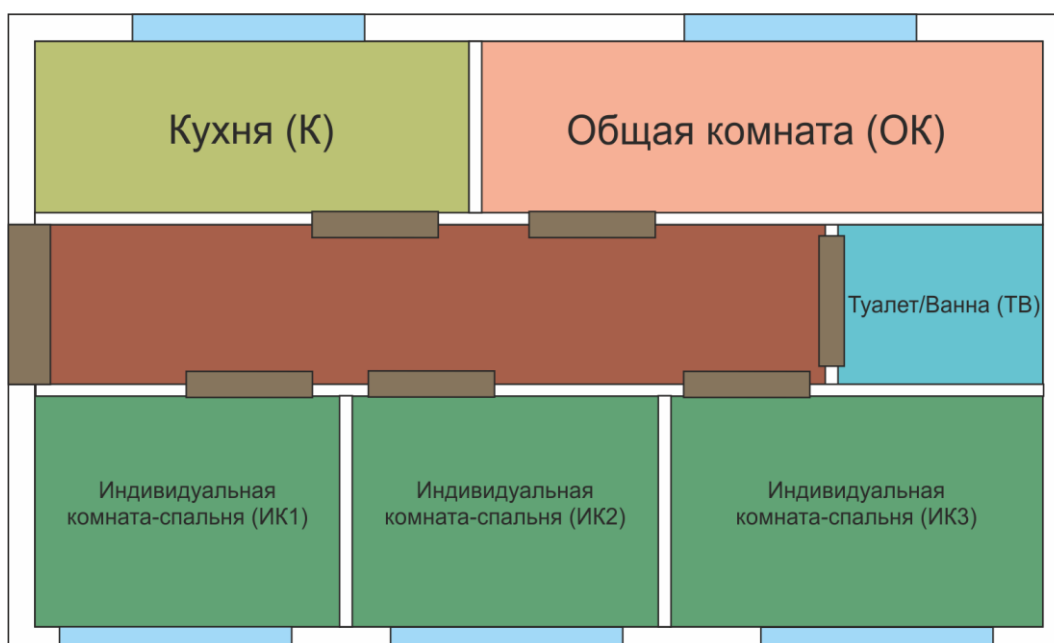 Кухня (К)
Общая комната (ОК)
Туалет/Ванна (ТВ)
Индивидуальная
комната-спальня (ИК1)
Индивидуальная
комната-спальня (ИК2)
Индивидуальная
комната-спальня (ИК3)